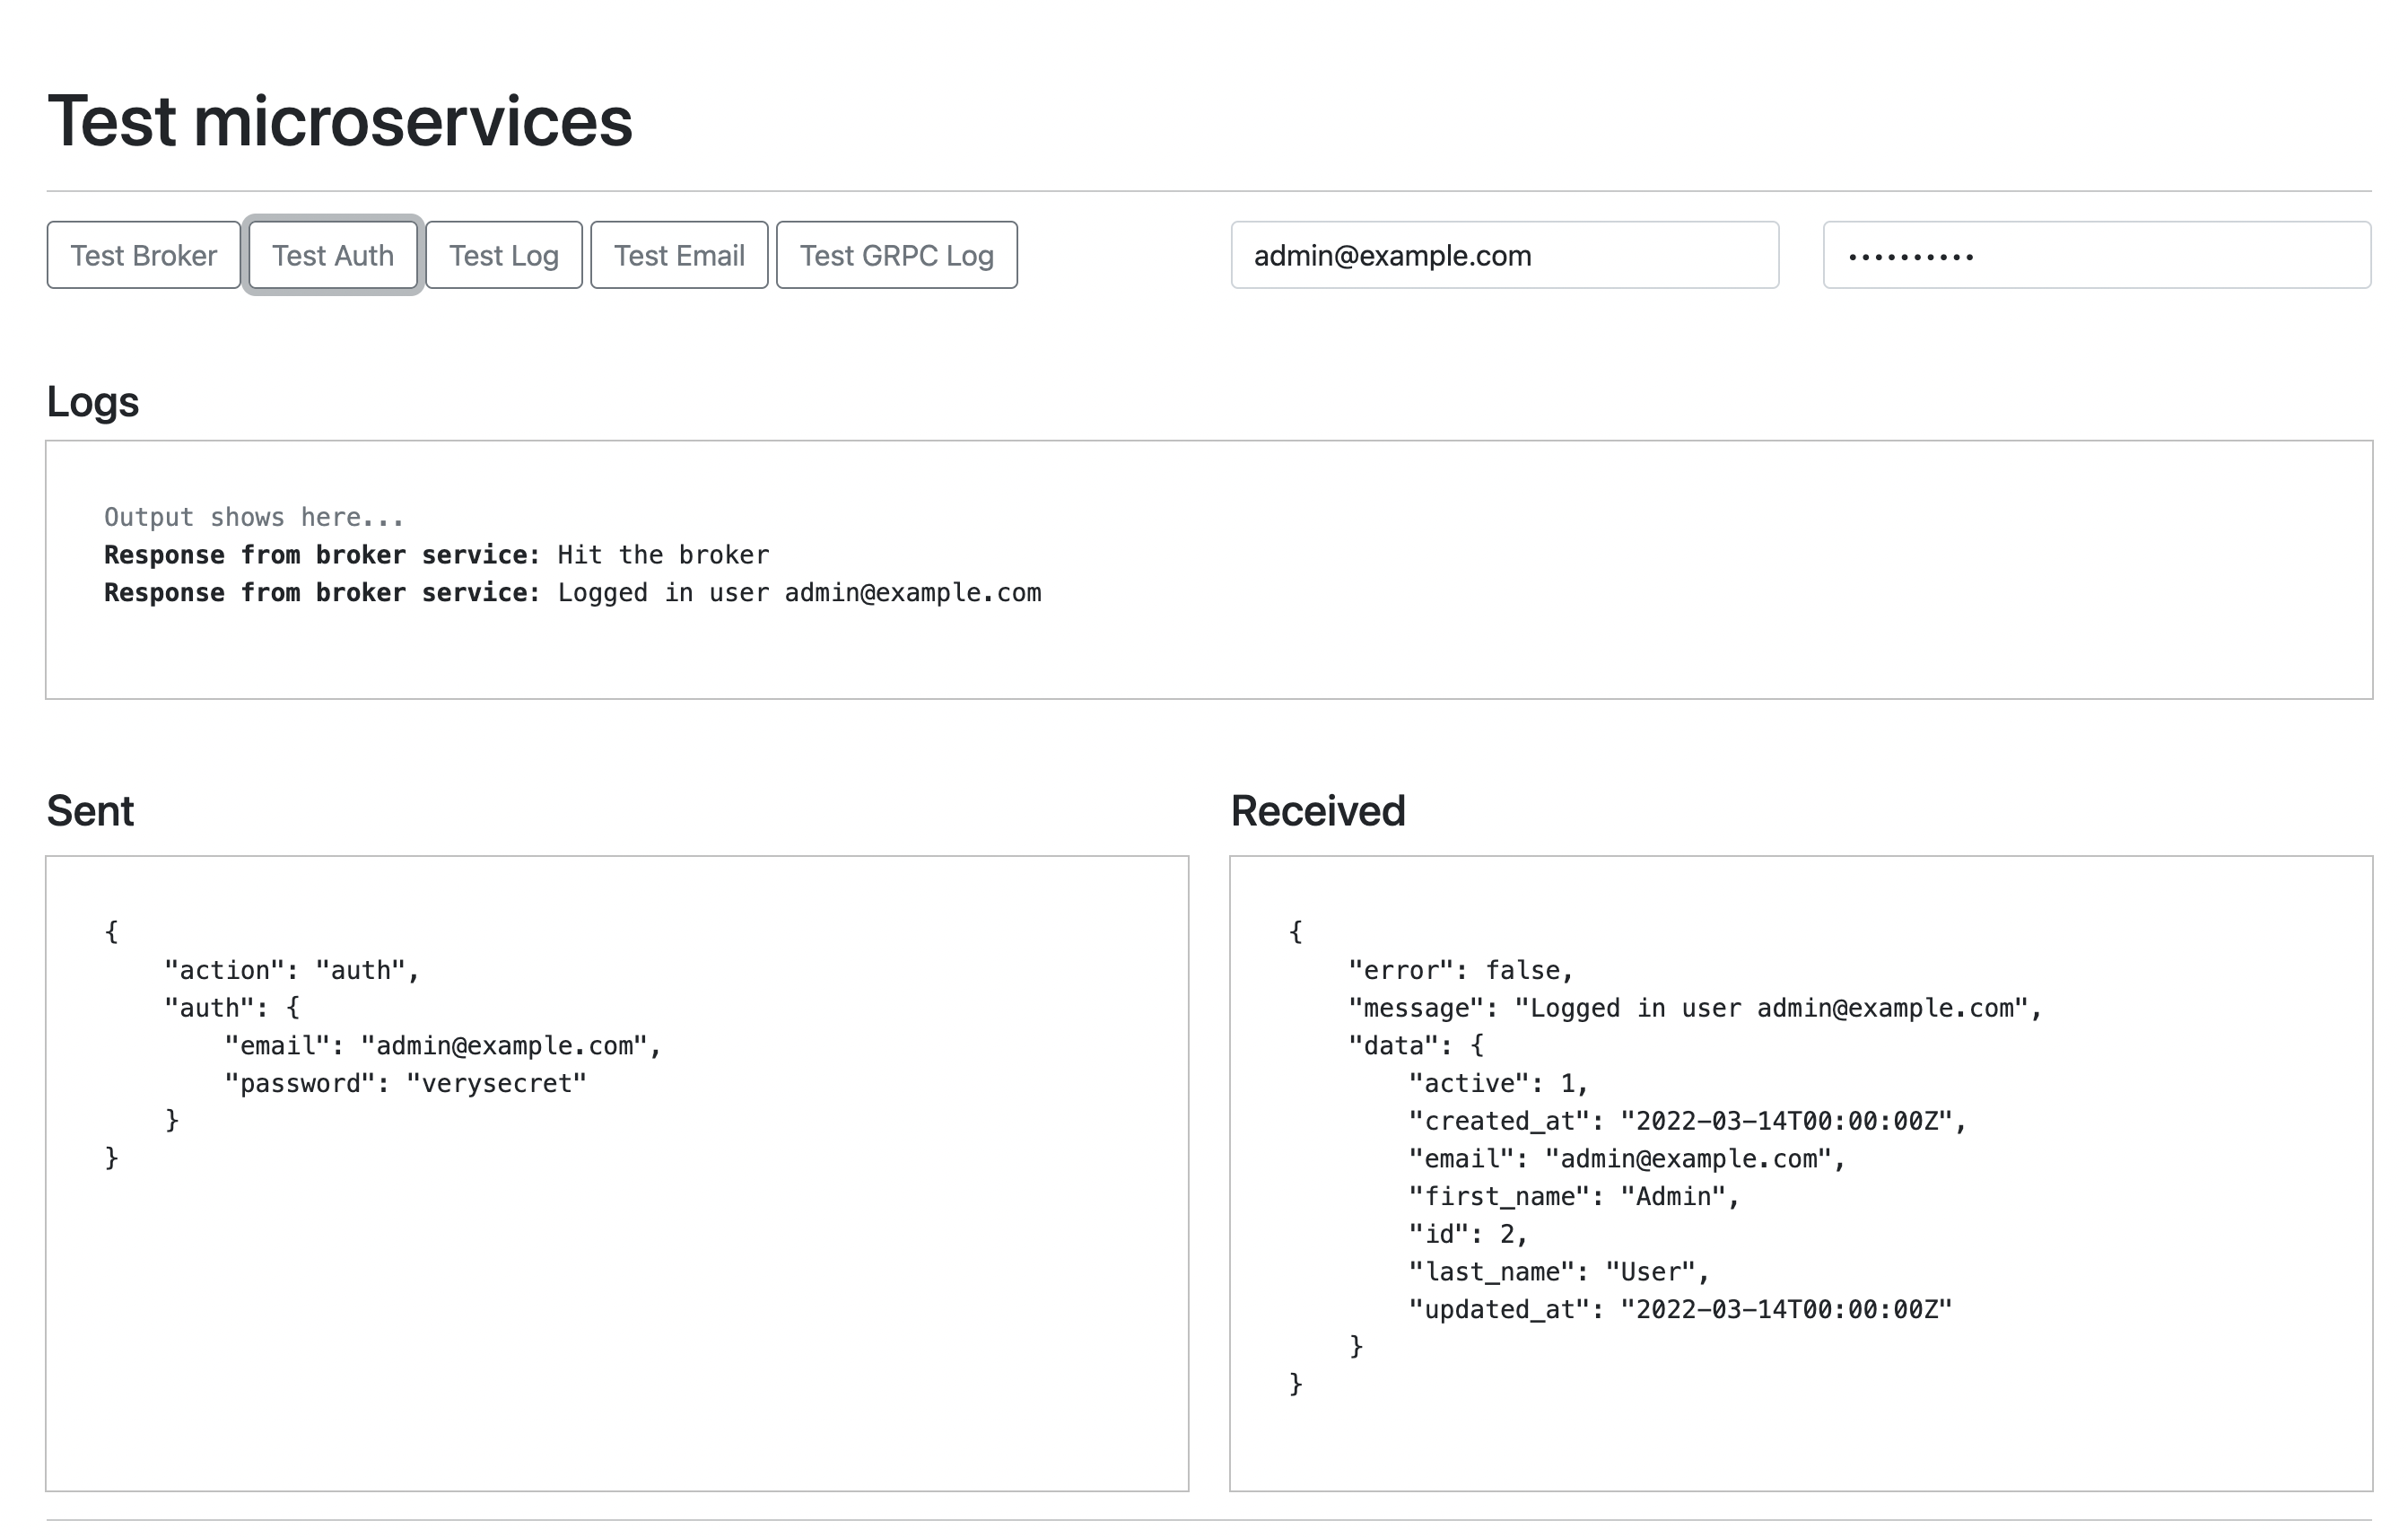 Test microservices
Test Broker Test Auth Test Log Test Email Test GRPC Log admin@example.com ••••••••••
Logs
Output shows here...
Response from broker service: Hit the broker
Response from broker service: Logged in user admin@example.com
Sent
{
    "action": "auth",
    "auth": {
        "email": "admin@example.com",
        "password": "verysecret"
    }
}
Received
{
    "error": false,
    "message": "Logged in user admin@example.com",
    "data": {
        "active": 1,
        "created_at": "2022-03-14T00:00:00Z",
        "email": "admin@example.com",
        "first_name": "Admin",
        "id": 2,
        "last_name": "User",
        "updated_at": "2022-03-14T00:00:00Z"
    }
}